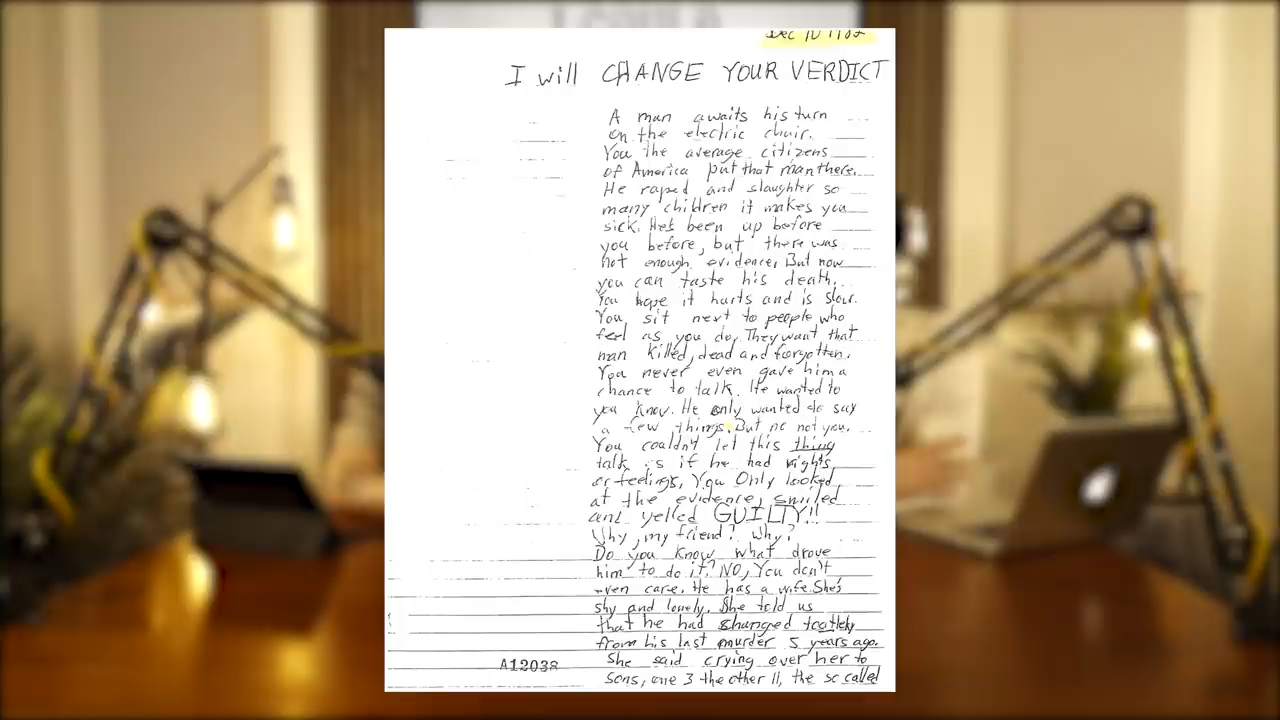 Dec 10 1
I will CHANGE YOUR VERDICT
A man awaits his turn
on the electric chair.
You the average citizens
of America put that man there.
He raped and slaughter so
many children it makes you
sick. Hes been up before
you before, but there was
not enough evidence. But now
you can taste his death.
You hope it hurts and is slow.
You sit next to people who
feel as you do. They want that
man killed, dead and forgotten.
You never even gave him a
chance to talk. He wanted to
you know. He only wanted to say
a few things. But no not you.
You couldn't let this thing
talk as if he had rights
or feelings. You Only looked
at the evidence, smiled
and yelled GUILTY!!
Why, my friend? Why?
Do you know what drove
him to do it? NO, You don't
even care. He has a wife. She's
shy and lonely. She told us
that he had changed
from his last murder 5 years ago.
She said crying over her to
A12038
sons, one 3 the other 11, the so called